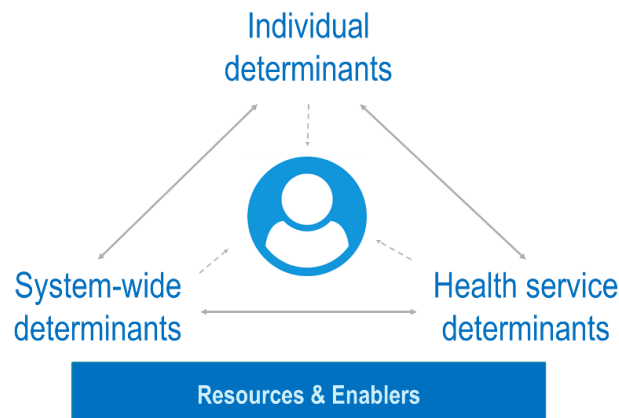 Individual
determinants
System-wide
determinants
Health service
determinants
Resources & Enablers